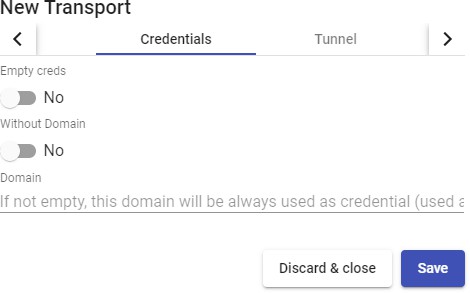 New Transport
Credentials Tunnel
Empty creds
No
Without Domain
No
Domain
If not empty, this domain will be always used as credential (used a
Discard & close Save